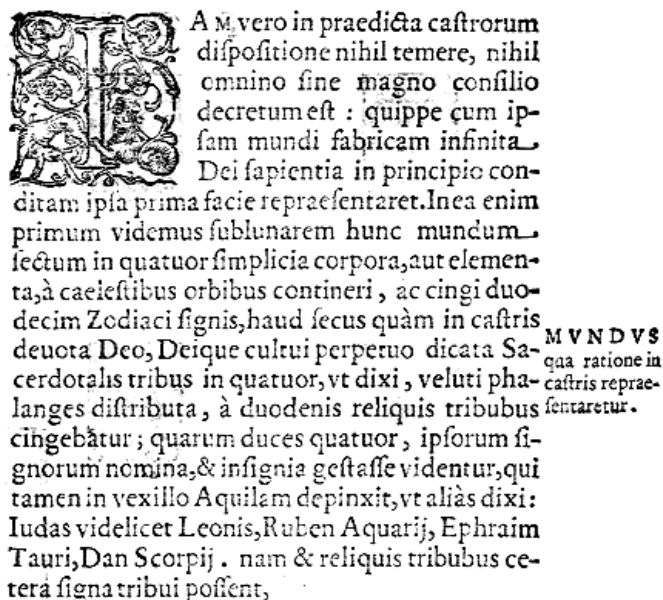 IA M vero in praedicta castrorum
dispositione nihil temere, nihil
omnino sine magno consilio
decretum est : quippe cum ip-
sam mundi fabricam infinita
Dei sapientia in principio con-
ditam ipsa prima facie repraesentaret. In ea enim
primum videmus sublunarem hunc mundum
sectum in quatuor simplicia corpora, aut elemen-
ta, à caelestibus orbibus contineri, ac cingi duo-
decim Zodiaci signis, haud secus quàm in castris
deuota Deo, Deique cultui perpetuo dicata Sa-
cerdotalis tribus in quatuor, vt dixi, veluti pha-
langes distributa, à duodenis reliquis tribubus
cingebatur; quarum duces quatuor, ipsorum si-
gnorum nomina, & insignia gestasse videntur, qui
tamen in vexillo Aquilam depinxit, vt aliàs dixi:
Iudas videlicet Leonis, Ruben Aquarij, Ephraim
Tauri, Dan Scorpij. nam & reliquis tribubus ce-
tera signa tribui possent,
MVNDVS
qua ratione in
castris reprae-
sentaretur.